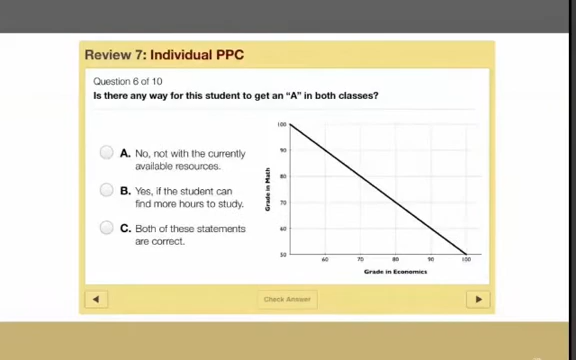 Review 7: Individual PPC
Question 6 of 10
Is there any way for this student to get an “A” in both classes?
A. No, not with the currently
available resources.
B. Yes, if the student can
find more hours to study.
C. Both of these statements
are correct.
Grade in Math
100
90
80
70
60
50
60 70 80 90 100
Grade in Economics
Check Answer